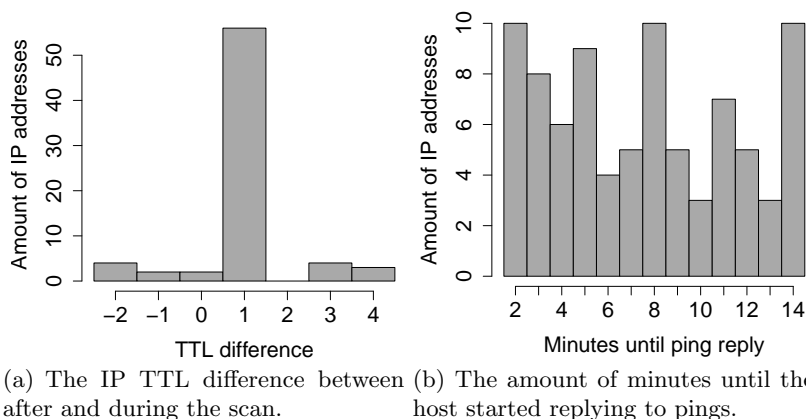 Amount of IP addresses
0 10 20 30 40 50
−2 −1 0 1 2 3 4
TTL difference
(a) The IP TTL difference between
after and during the scan.
Amount of IP addresses
0 2 4 6 8 10
2 4 6 8 10 12 14
Minutes until ping reply
(b) The amount of minutes until the
host started replying to pings.